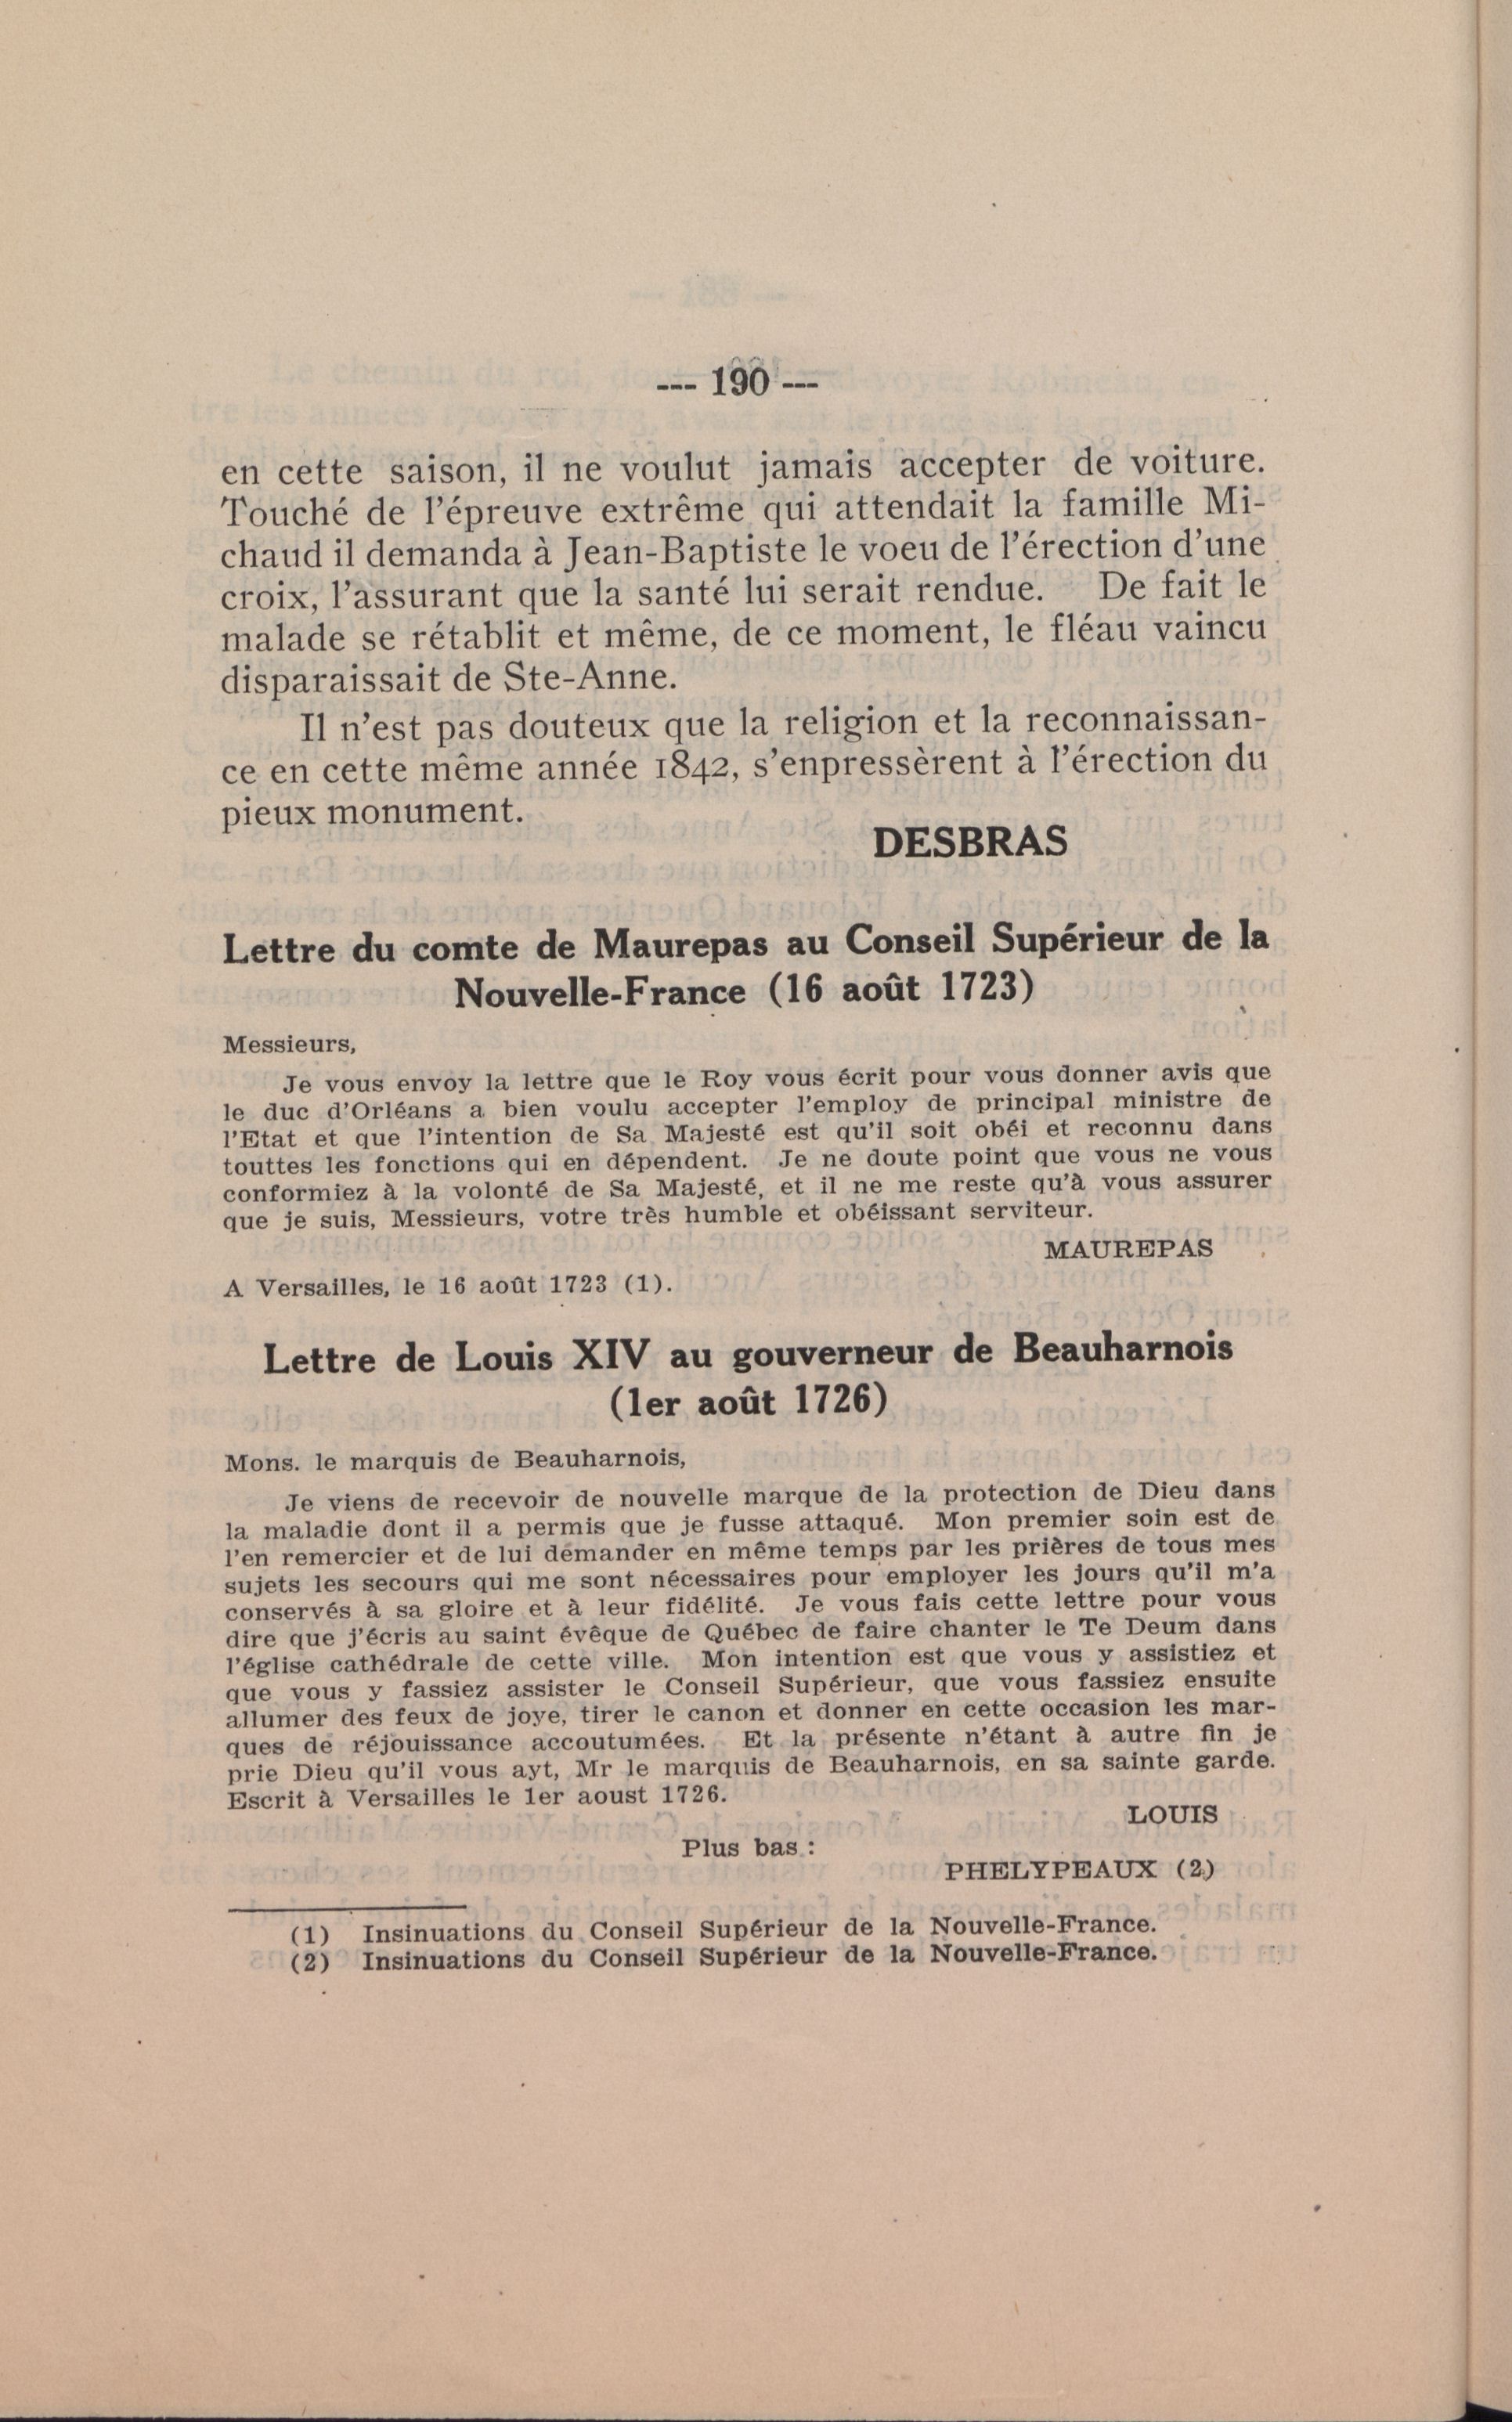 --- 190 ---
en cette saison, il ne voulut jamais accepter de voiture.
Touché de l'épreuve extrême qui attendait la famille Mi-
chaud il demanda à Jean-Baptiste le voeu de l'érection d'une
croix, l'assurant que la santé lui serait rendue. De fait le
malade se rétablit et même, de ce moment, le fléau vaincu
disparaissait de Ste-Anne.
Il n'est pas douteux que la religion et la reconnaissan-
ce en cette même année 1842, s'enpressèrent à l'érection du
pieux monument.
DESBRAS
Lettre du comte de Maurepas au Conseil Supérieur de la
Nouvelle-France (16 août 1723)
Messieurs,
Je vous envoy la lettre que le Roy vous écrit pour vous donner avis que
le duc d'Orléans a bien voulu accepter l'employ de principal ministre de
l'Etat et que l'intention de Sa Majesté est qu'il soit obéi et reconnu dans
touttes les fonctions qui en dépendent. Je ne doute point que vous ne vous
conformiez à la volonté de Sa Majesté, et il ne me reste qu'à vous assurer
que je suis, Messieurs, votre très humble et obéissant serviteur.
MAUREPAS
A Versailles, le 16 août 1723 (1).
Lettre de Louis XIV au gouverneur de Beauharnois
(1er août 1726)
Mons. le marquis de Beauharnois,
Je viens de recevoir de nouvelle marque de la protection de Dieu dans
la maladie dont il a permis que je fusse attaqué. Mon premier soin est de
l'en remercier et de lui demander en même temps par les prières de tous mes
sujets les secours qui me sont nécessaires pour employer les jours qu'il m'a
conservés à sa gloire et à leur fidélité. Je vous fais cette lettre pour vous
dire que j'écris au saint évêque de Québec de faire chanter le Te Deum dans
l'église cathédrale de cette ville. Mon intention est que vous y assistiez et
que vous y fassiez assister le Conseil Supérieur, que vous fassiez ensuite
allumer des feux de joye, tirer le canon et donner en cette occasion les mar-
ques de réjouissance accoutumées. Et la présente n'étant à autre fin je
prie Dieu qu'il vous ayt, Mr le marquis de Beauharnois, en sa sainte garde.
Escrit à Versailles le 1er aoust 1726.
LOUIS
Plus bas :
PHELYPEAUX (2)
(1) Insinuations du Conseil Supérieur de la Nouvelle-France.
(2) Insinuations du Conseil Supérieur de la Nouvelle-France.